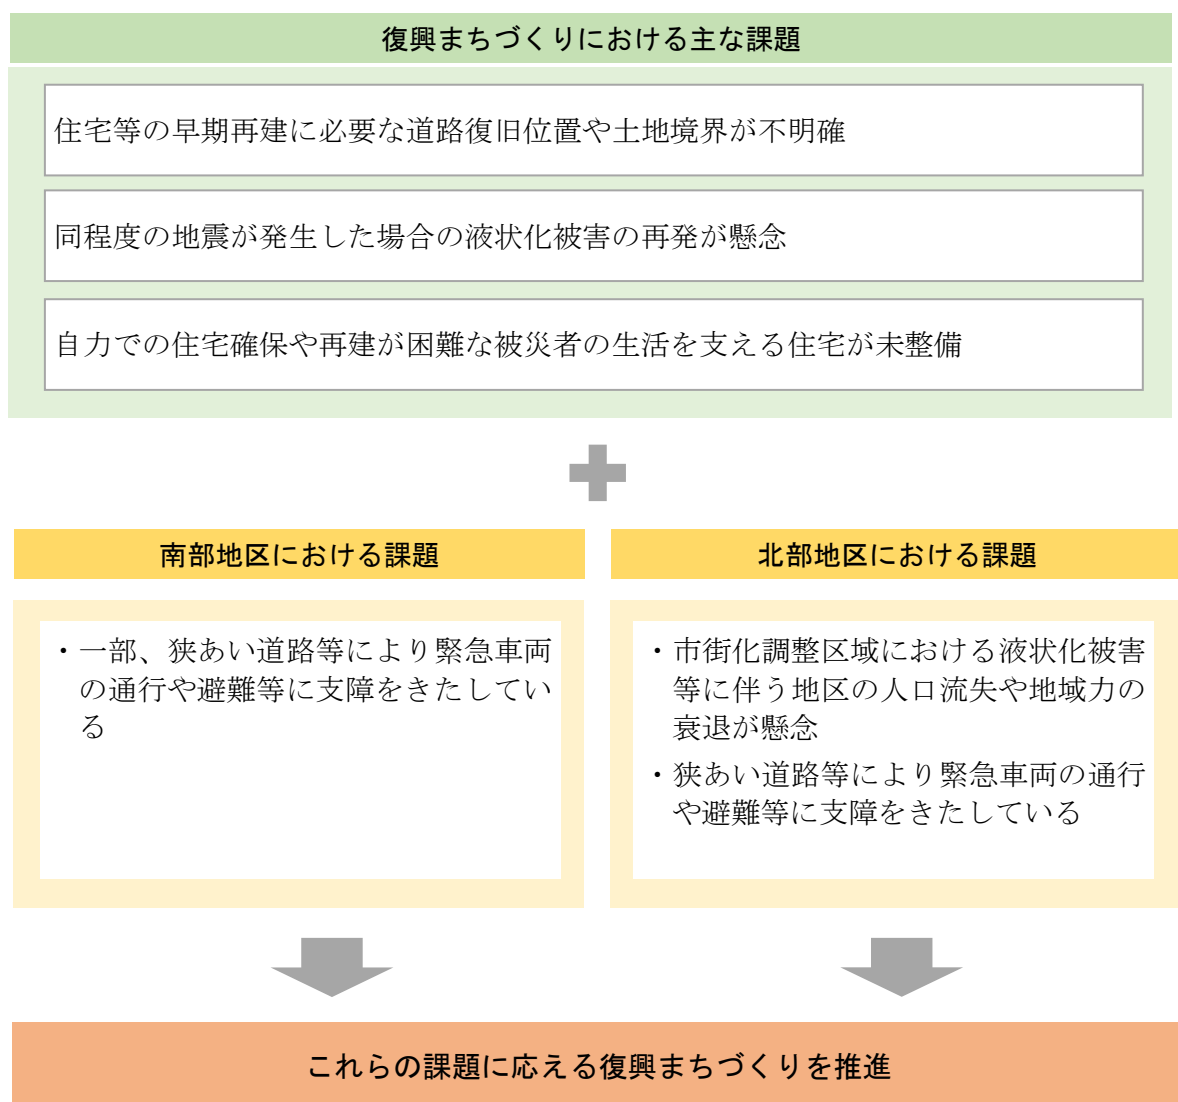 復興まちづくりにおける主な課題
住宅等の早期再建に必要な道路復旧位置や土地境界が不明確
同程度の地震が発生した場合の液状化被害の再発が懸念
自力での住宅確保や再建が困難な被災者の生活を支える住宅が未整備
南部地区における課題
・一部、狭あい道路等により緊急車両
の通行や避難等に支障をきたしてい
る
北部地区における課題
・市街化調整区域における液状化被害
等に伴う地区の人口流失や地域力の
衰退が懸念
・狭あい道路等により緊急車両の通行
や避難等に支障をきたしている
これらの課題に応える復興まちづくりを推進